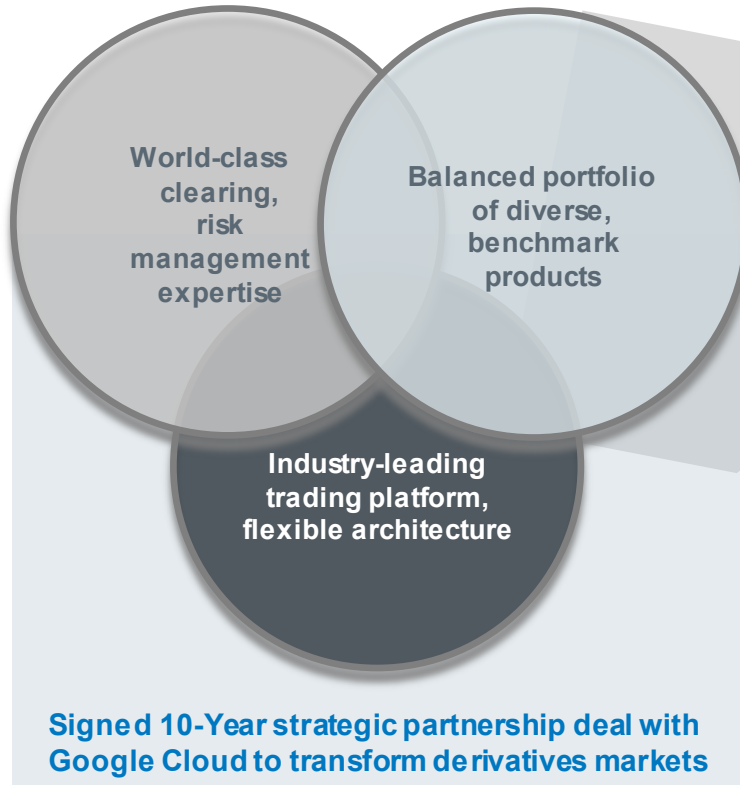 World-class
clearing,
risk
management
expertise
Balanced portfolio
of diverse,
benchmark
products
Industry-leading
trading platform,
flexible architecture
Signed 10-Year strategic partnership deal with
Google Cloud to transform derivatives markets